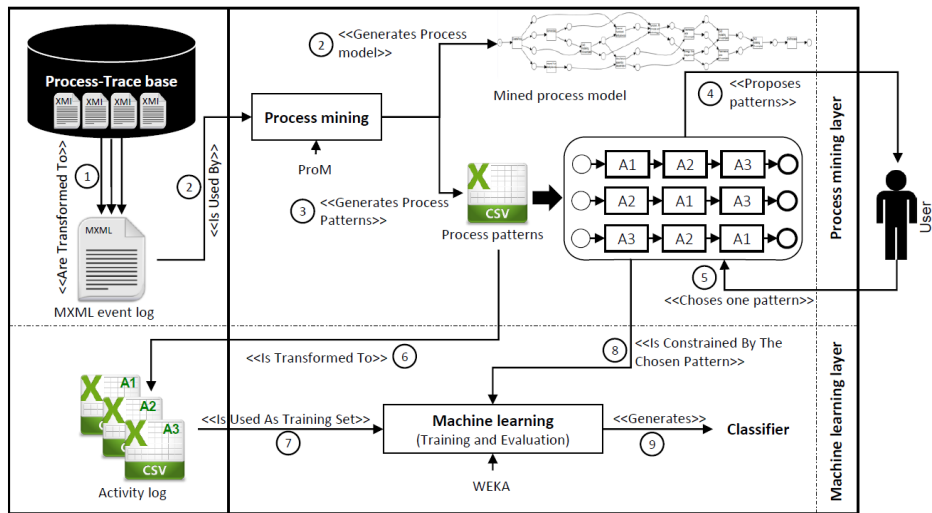 Process-Trace base
XMI XMI XMI XMI
<<Are Transformed To>>
1
MXML
MXML event log
2
<<Is Used By>>
Process mining
ProM
2
<<Generates Process
model>>
Mined process model
3
<<Generates Process
Patterns>>
X
CSV
Process patterns
A1 A2 A3
A2 A1 A3
A3 A2 A1
4
<<Proposes
patterns>>
5
<<Choses one pattern>>
Process mining layer
User
<<Is Transformed To>>
6
8
<<Is Constrained By The
Chosen Pattern>>
X
A1
X
A2
X
A3
CSV
Activity log
<<Is Used As Training Set>>
7
Machine learning
(Training and Evaluation)
WEKA
<<Generates>>
9
Classifier
Machine learning layer